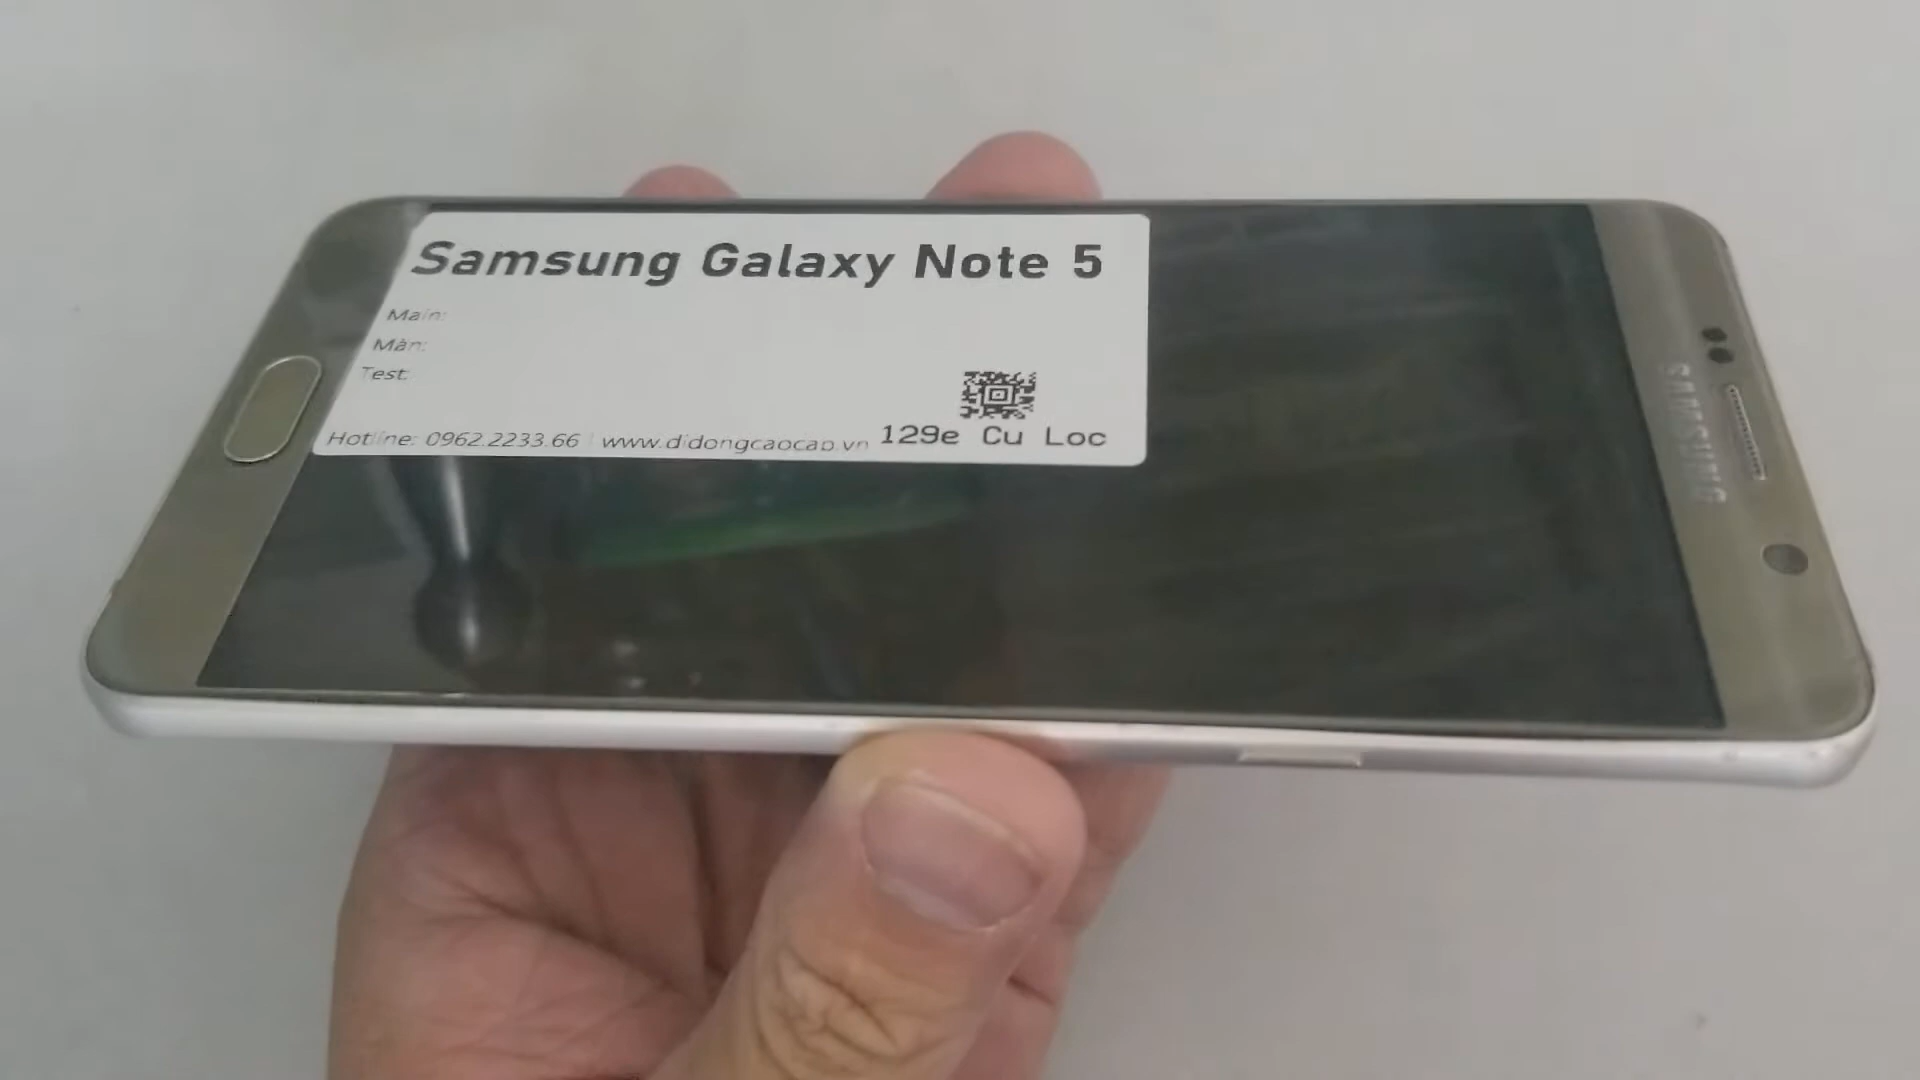 Samsung Galaxy Note 5
Main:
Màn:
Test:
Hotline: 0962.2233.66 | www.didongcaocap.vn 129e Cu Loc
SAMSUNG